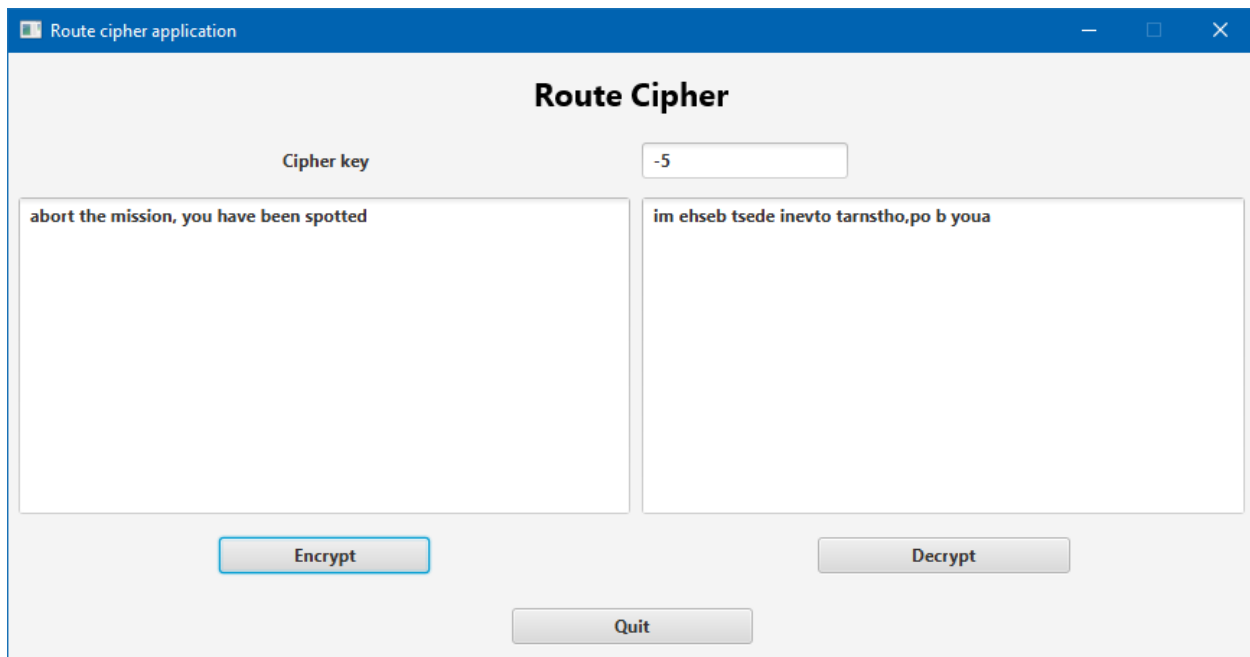 Route cipher application
Route Cipher
Cipher key
-5
abort the mission, you have been spotted
im ehseb tsede inevto tarnstho,po b youa
Encrypt
Decrypt
Quit